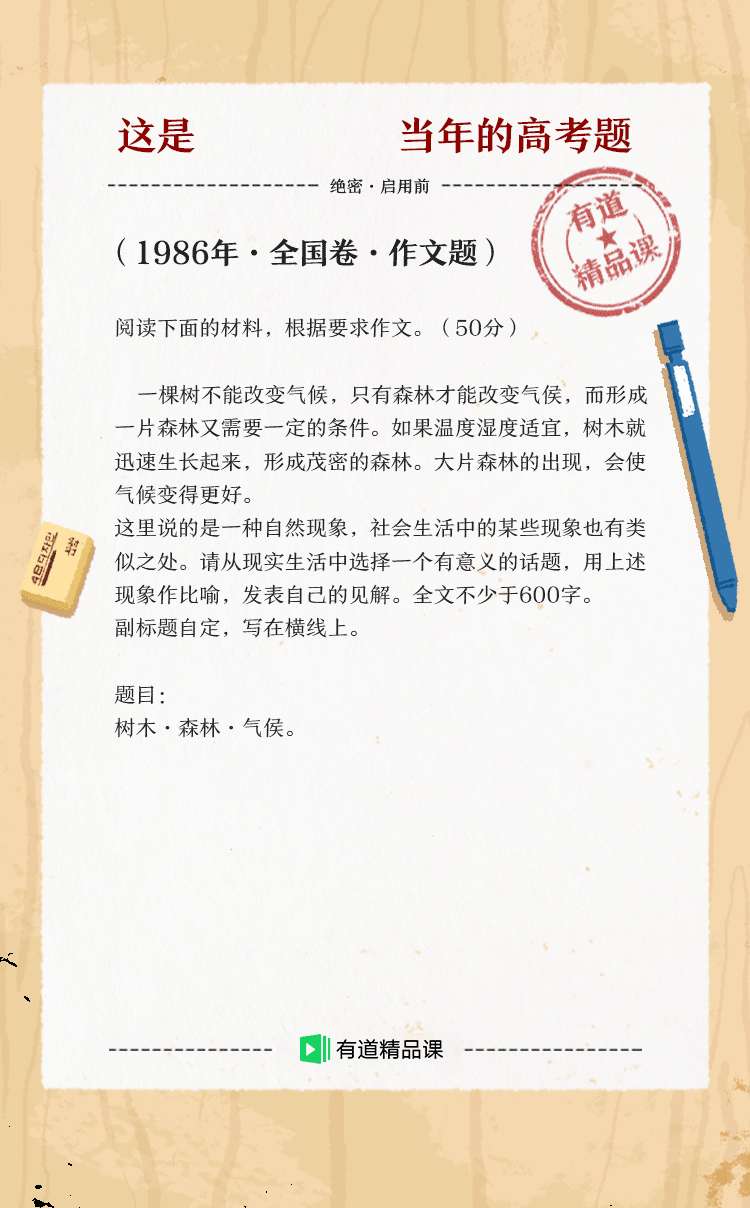 这是 当年的高考题
绝密·启用前
有道
精品课
（1986年·全国卷·作文题）
阅读下面的材料，根据要求作文。（50分）
一棵树不能改变气候，只有森林才能改变气侯，而形成
一片森林又需要一定的条件。如果温度湿度适宜，树木就
迅速生长起来，形成茂密的森林。大片森林的出现，会使
气候变得更好。
这里说的是一种自然现象，社会生活中的某些现象也有类
似之处。请从现实生活中选择一个有意义的话题，用上述
现象作比喻，发表自己的见解。全文不少于600字。
副标题自定，写在横线上。
题目：
树木·森林·气侯。
有道精品课